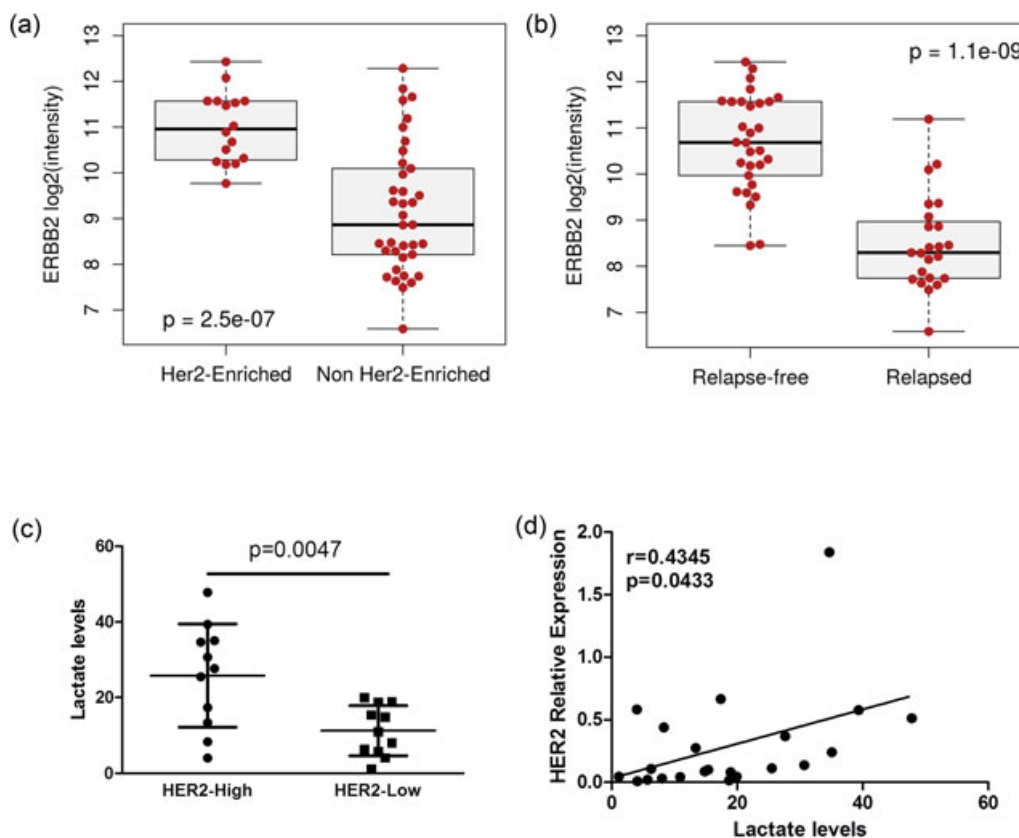 (a)
ERBB2 log2(intensity)
13
12
11
10
9
8
7
p = 2.5e-07
Her2-Enriched Non Her2-Enriched
(b)
ERBB2 log2(intensity)
13
12
11
10
9
8
7
p = 1.1e-09
Relapse-free Relapsed
(c)
Lactate levels
60
40
20
0
p=0.0047
HER2-High HER2-Low
(d)
HER2 Relative Expression
2.0
1.5
1.0
0.5
0.0
r=0.4345
p=0.0433
0 20 40 60
Lactate levels